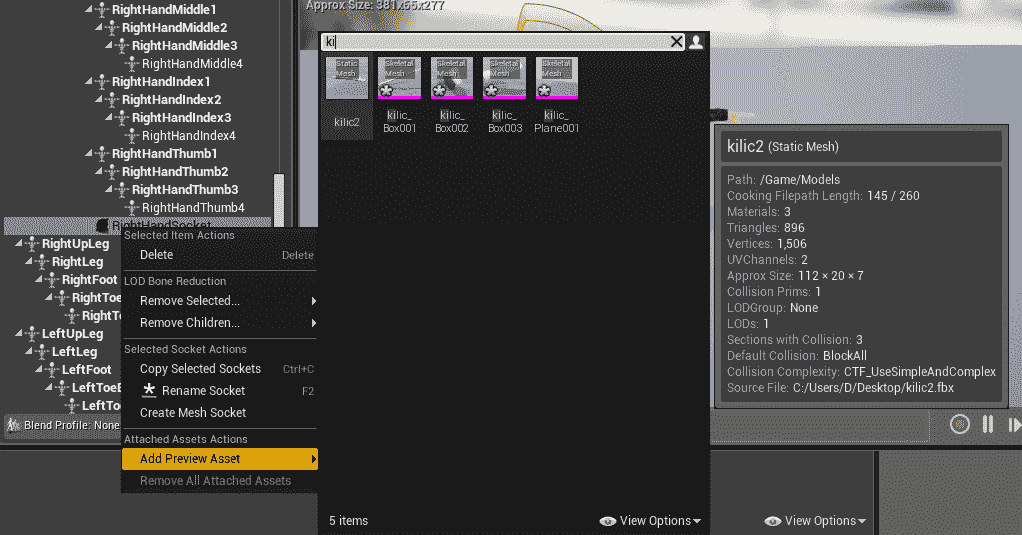 Approx Size: 381x65x277
RightHandMiddle1
RightHandMiddle2
RightHandMiddle3
RightHandMiddle4
RightHandIndex1
RightHandIndex2
RightHandIndex3
RightHandIndex4
RightHandThumb1
RightHandThumb2
RightHandThumb3
RightHandThumb4
RightHandSocket
RightUpLeg
RightLeg
RightFoot
RightToe
RightTo
LeftUpLeg
LeftLeg
LeftFoot
LeftToeB
LeftToe
Blend Profile: None
Selected Item Actions
Delete Delete
LOD Bone Reduction
Remove Selected...
Remove Children...
Selected Socket Actions
Copy Selected Sockets Ctrl+C
Rename Socket F2
Create Mesh Socket
Attached Assets Actions
Add Preview Asset
Remove All Attached Assets
ki
Static Mesh
Skeletal Mesh
Skeletal Mesh
Skeletal Mesh
Skeletal Mesh
kilic2
kilic_Box001
kilic_Box002
kilic_Box003
kilic_Plane001
5 items
View Options
kilic2 (Static Mesh)
Path: /Game/Models
Cooking Filepath Length: 145 / 260
Materials: 3
Triangles: 896
Vertices: 1,506
UVChannels: 2
Approx Size: 112 × 20 × 7
Collision Prims: 1
LODGroup: None
LODs: 1
Sections with Collision: 3
Default Collision: BlockAll
Collision Complexity: CTF_UseSimpleAndComplex
Source File: C:/Users/D/Desktop/kilic2.fbx
View Options